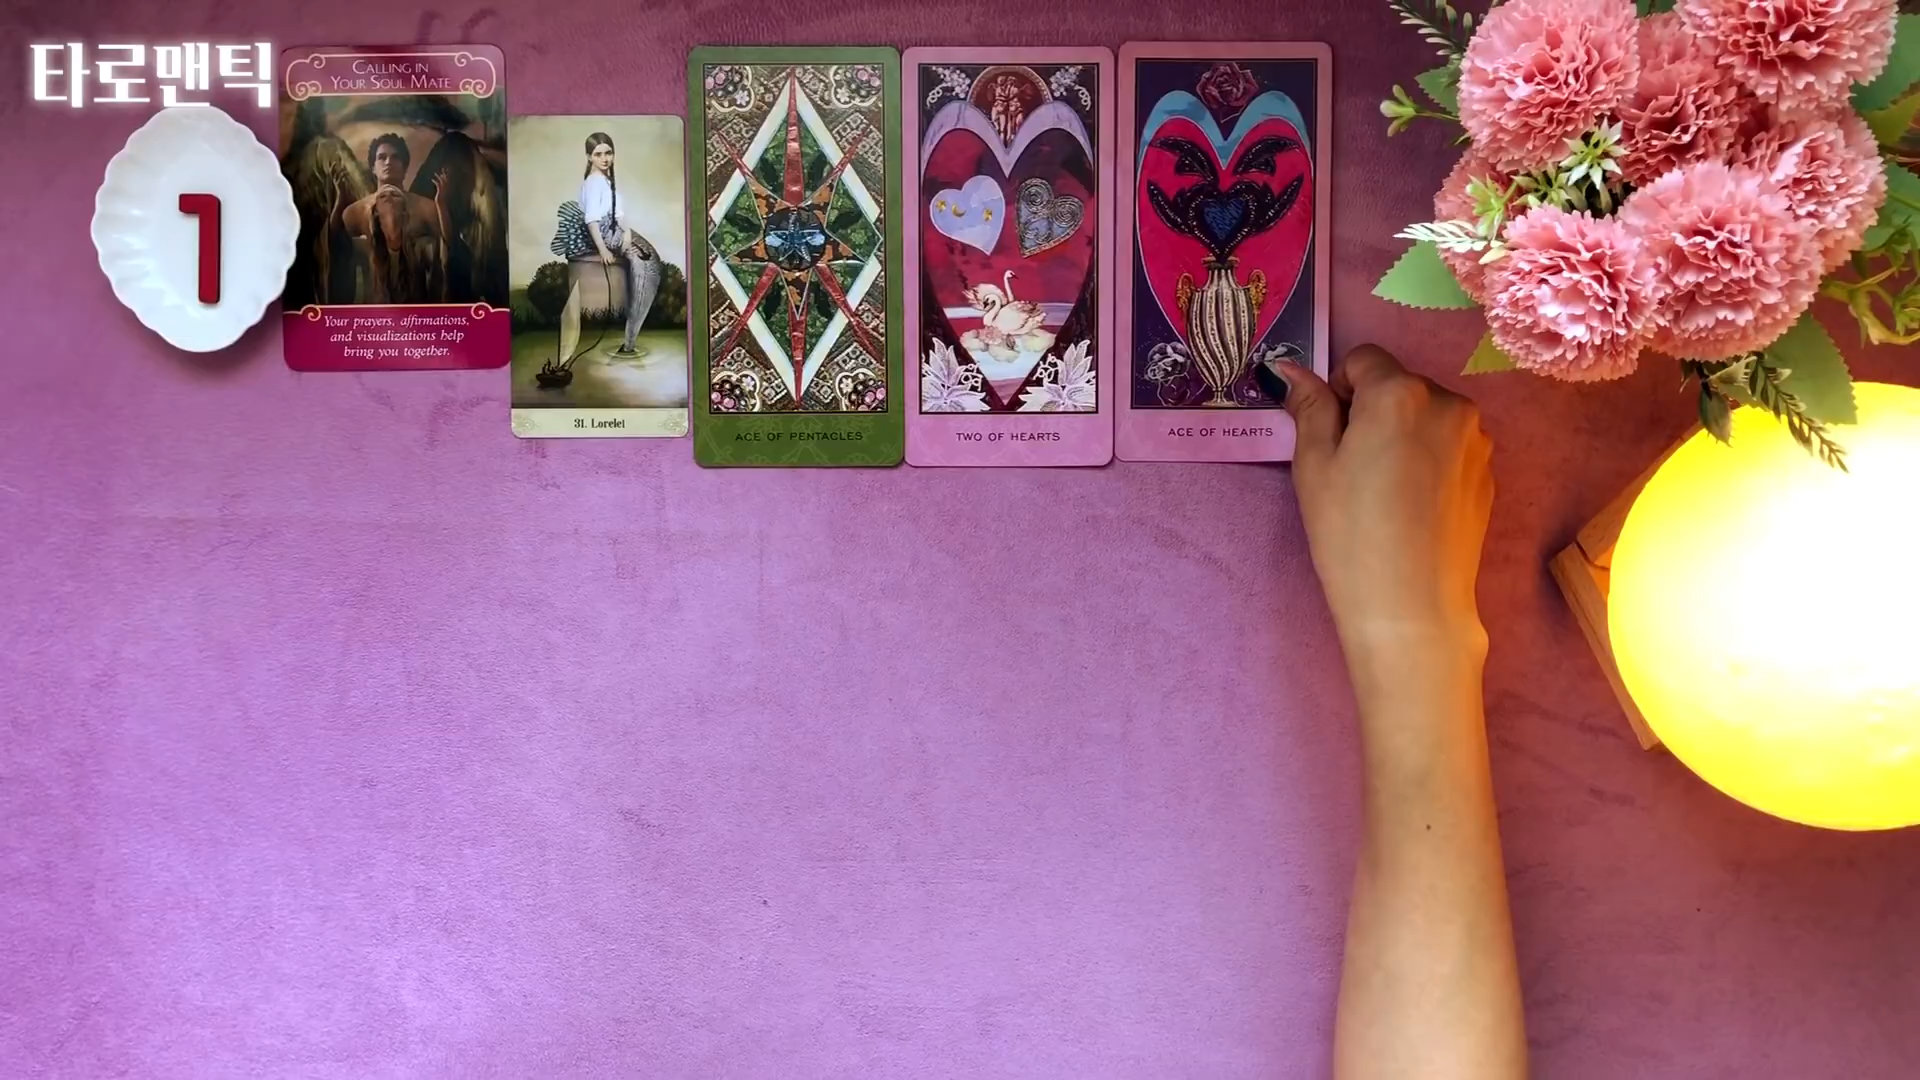 타로맨틱
1
CALLING IN
YOUR SOUL MATE
Your prayers, affirmations,
and visualizations help
bring you together.
31. Lorelei
ACE OF PENTACLES
TWO OF HEARTS
ACE OF HEARTS